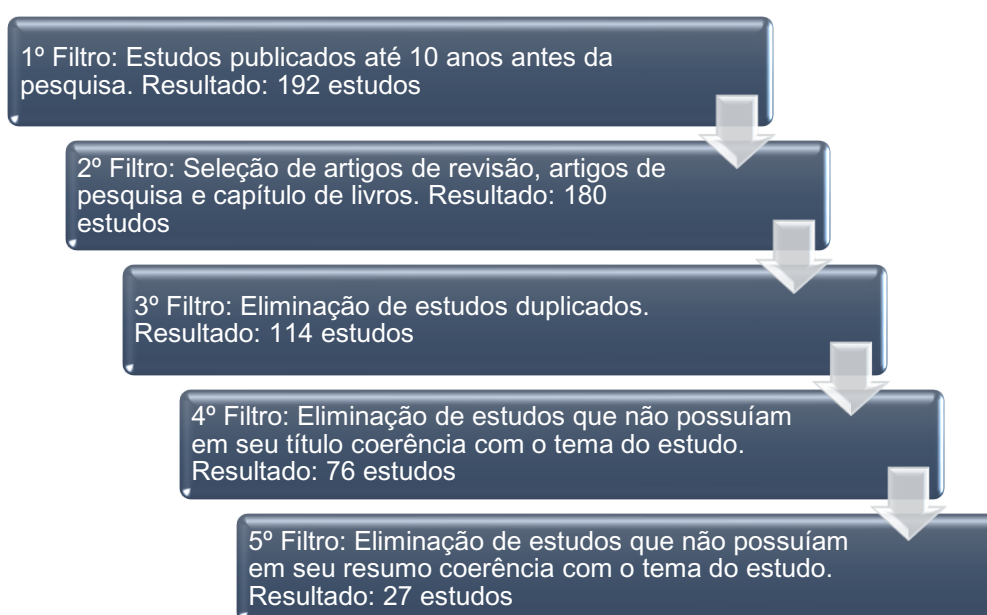 1º Filtro: Estudos publicados até 10 anos antes da
pesquisa. Resultado: 192 estudos
2º Filtro: Seleção de artigos de revisão, artigos de
pesquisa e capítulo de livros. Resultado: 180
estudos
3º Filtro: Eliminação de estudos duplicados.
Resultado: 114 estudos
4º Filtro: Eliminação de estudos que não possuíam
em seu título coerência com o tema do estudo.
Resultado: 76 estudos
5º Filtro: Eliminação de estudos que não possuíam
em seu resumo coerência com o tema do estudo.
Resultado: 27 estudos